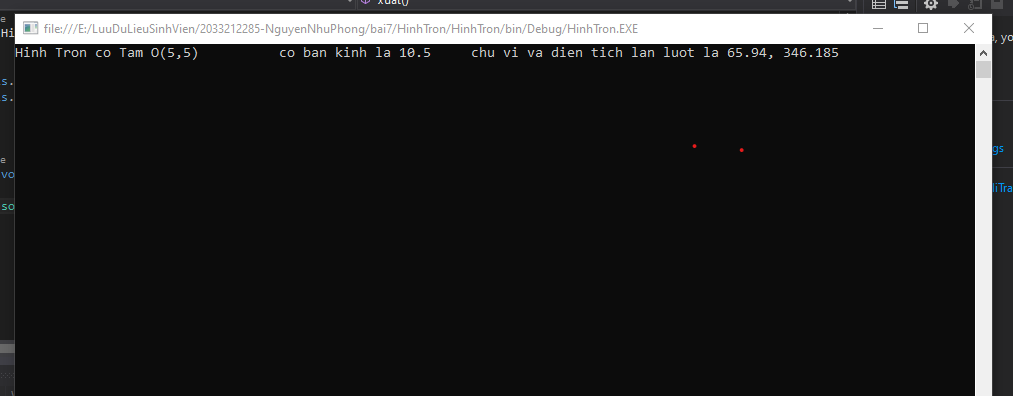 xuat()
file:///E:/LuuDuLieuSinhVien/2033212285-NguyenNhuPhong/bai7/HinhTron/HinhTron/bin/Debug/HinhTron.EXE
Hinh Tron co Tam O(5,5) co ban kinh la 10.5 chu vi va dien tich lan luot la 65.94, 346.185